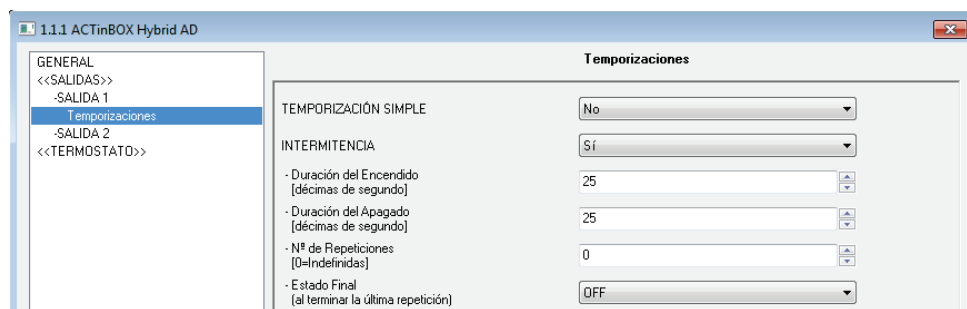 1.1.1 ACTinBOX Hybrid AD
GENERAL
<<SALIDAS>>
-SALIDA 1
Temporizaciones
-SALIDA 2
<<TERMOSTATO>>
Temporizaciones
TEMPORIZACIÓN SIMPLE No
INTERMITENCIA Sí
- Duración del Encendido
[décimas de segundo] 25
- Duración del Apagado
[décimas de segundo] 25
- Nº de Repeticiones
[0=Indefinidas] 0
- Estado Final
(al terminar la última repetición) OFF